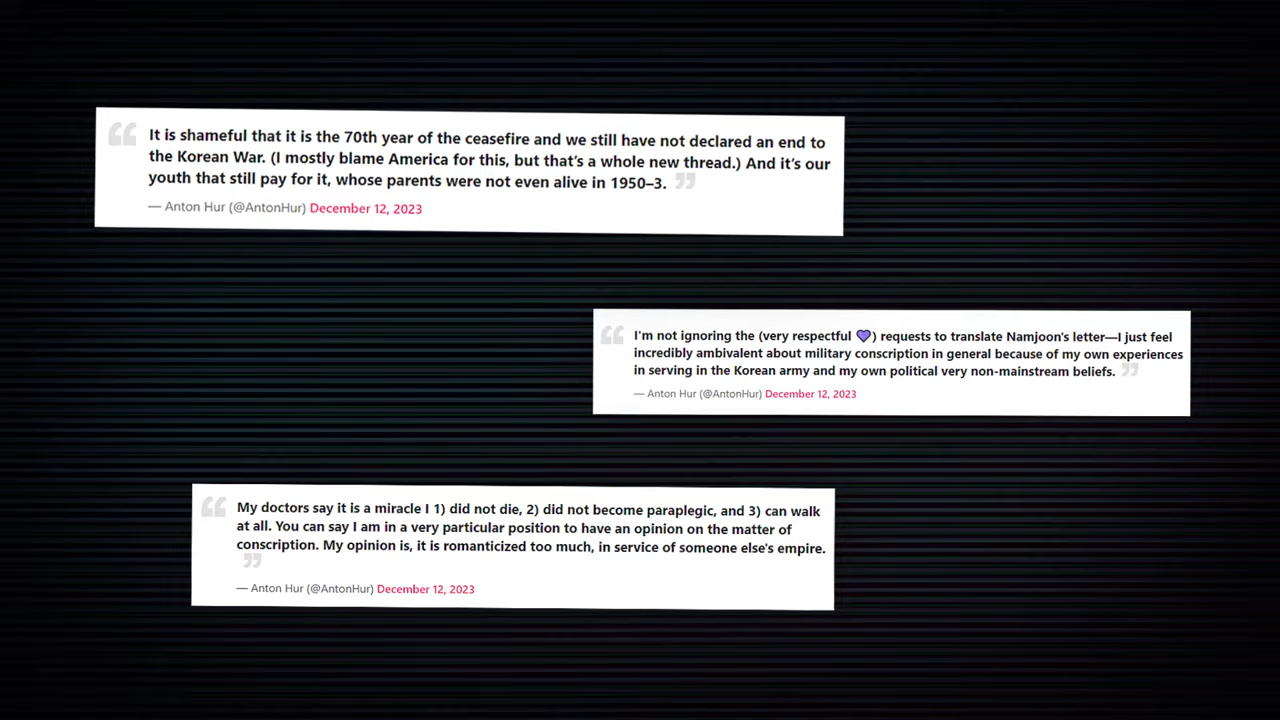 It is shameful that it is the 70th year of the ceasefire and we still have not declared an end to
the Korean War. (I mostly blame America for this, but that’s a whole new thread.) And it’s our
youth that still pay for it, whose parents were not even alive in 1950–3.
— Anton Hur (@AntonHur) December 12, 2023
I'm not ignoring the (very respectful 💜) requests to translate Namjoon's letter—I just feel
incredibly ambivalent about military conscription in general because of my own experiences
in serving in the Korean army and my own political very non-mainstream beliefs.
— Anton Hur (@AntonHur) December 12, 2023
My doctors say it is a miracle I 1) did not die, 2) did not become paraplegic, and 3) can walk
at all. You can say I am in a very particular position to have an opinion on the matter of
conscription. My opinion is, it is romanticized too much, in service of someone else's empire.
— Anton Hur (@AntonHur) December 12, 2023